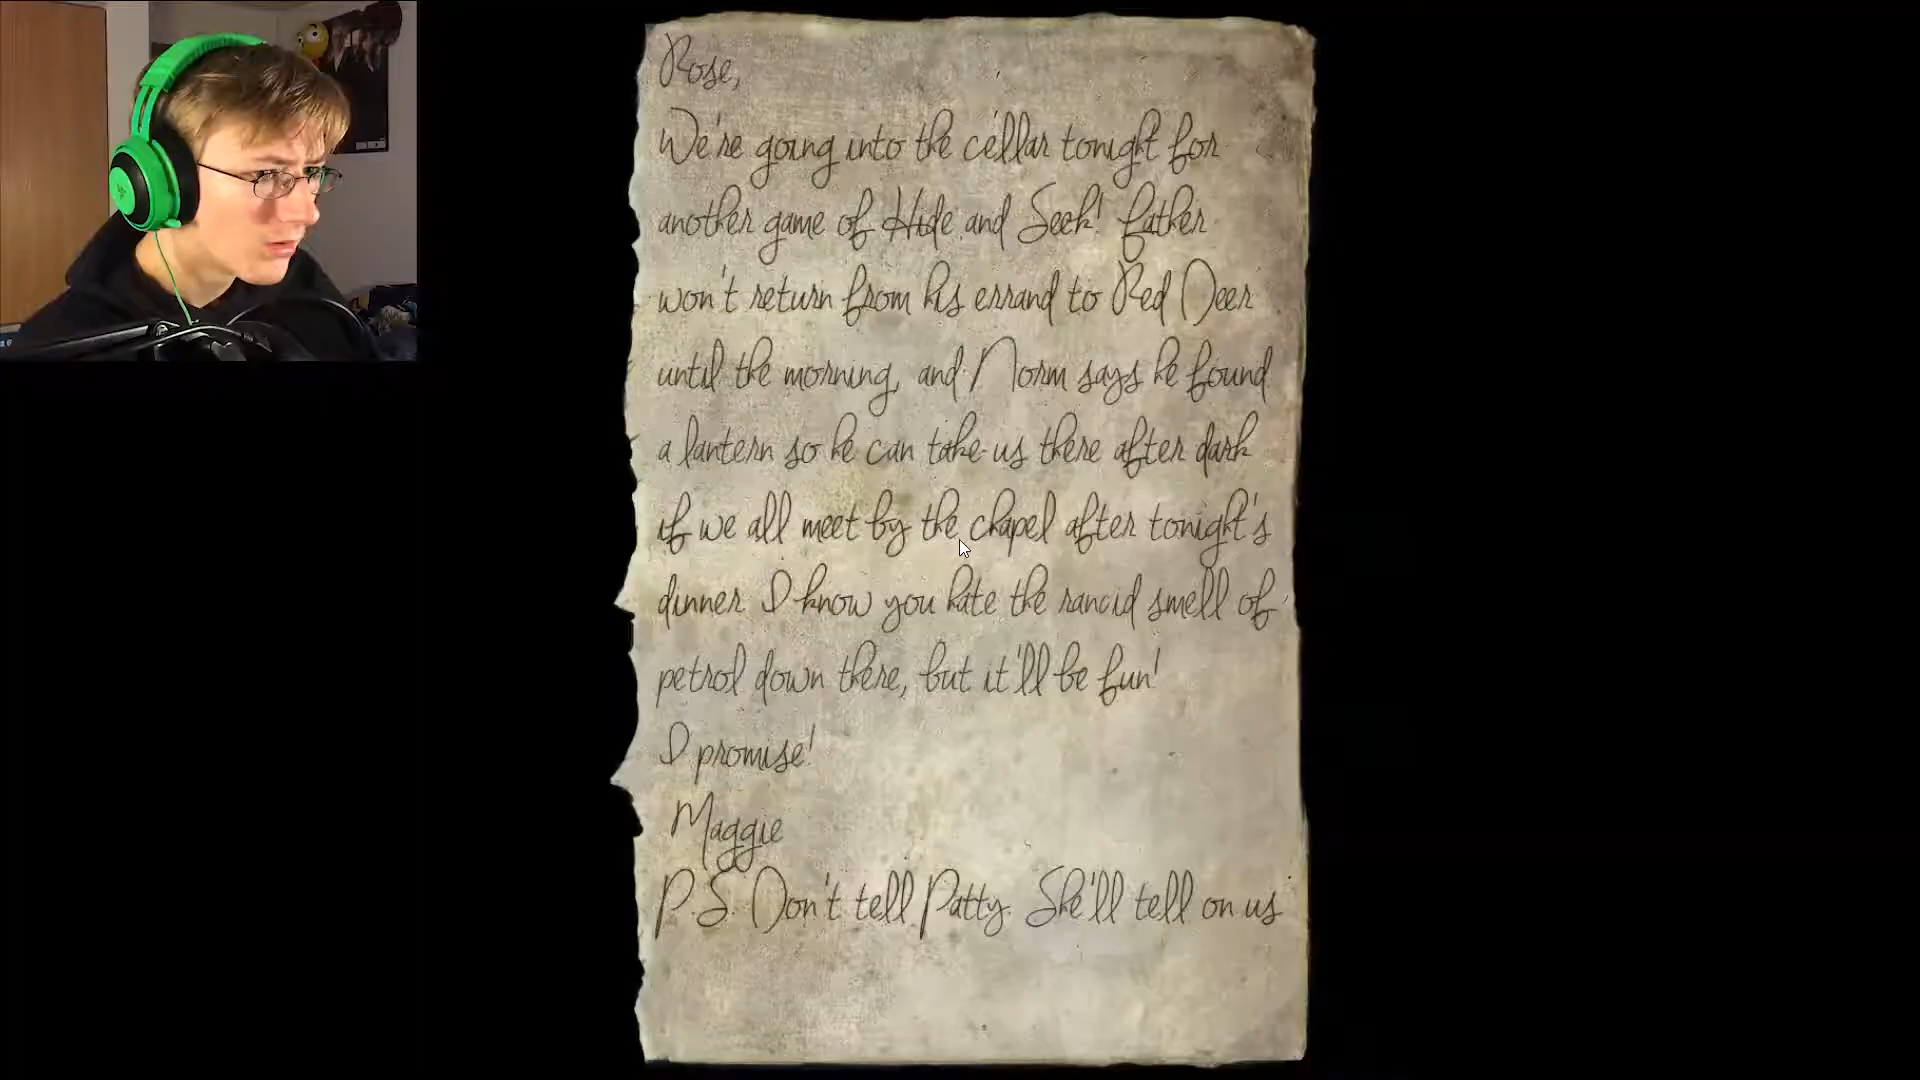 Rose,
We're going into the cellar tonight for
another game of Hide and Seek! Father
won't return from his errand to Red Deer
until the morning, and Norm says he found
a lantern so he can take us there after dark
if we all meet by the chapel after tonight's
dinner. I know you hate the rancid smell of
petrol down there, but it'll be fun!
I promise!
Maggie
P.S. Don't tell Patty. She'll tell on us